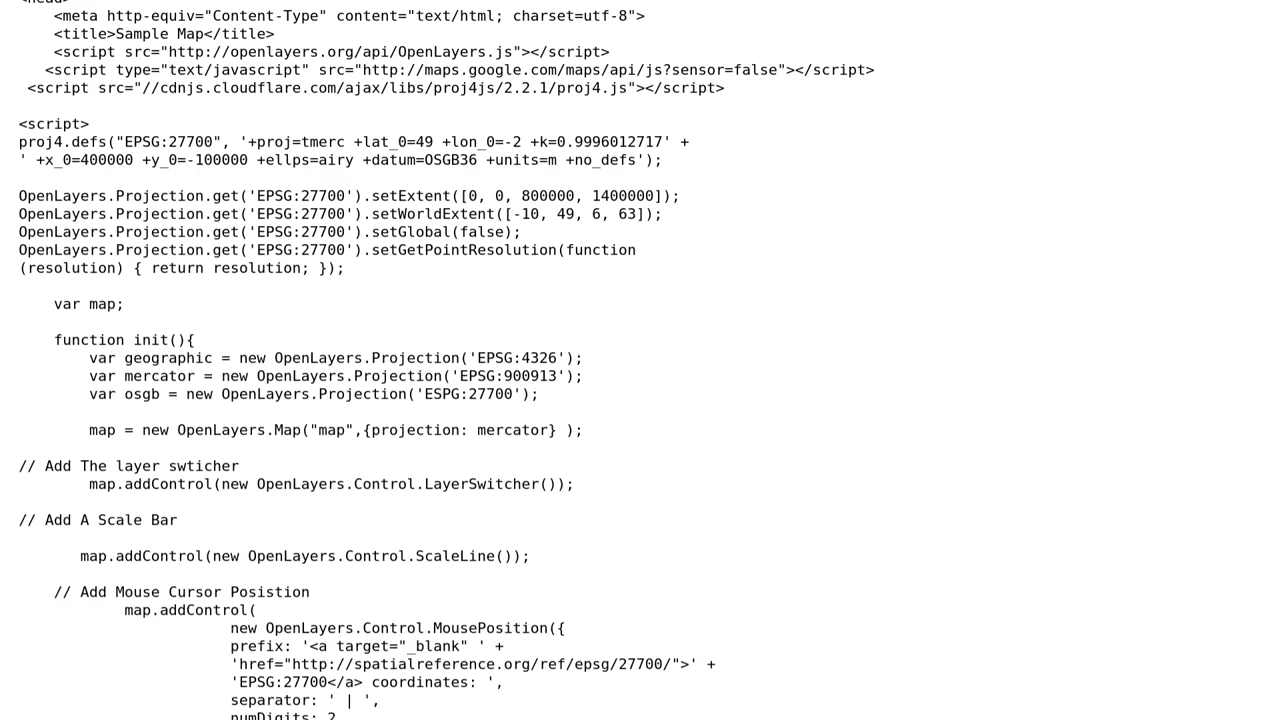 <head>
    <meta http-equiv="Content-Type" content="text/html; charset=utf-8">
    <title>Sample Map</title>
    <script src="http://openlayers.org/api/OpenLayers.js"></script>
   <script type="text/javascript" src="http://maps.google.com/maps/api/js?sensor=false"></script>
 <script src="//cdnjs.cloudflare.com/ajax/libs/proj4js/2.2.1/proj4.js"></script>

<script>
proj4.defs("EPSG:27700", '+proj=tmerc +lat_0=49 +lon_0=-2 +k=0.9996012717' +
' +x_0=400000 +y_0=-100000 +ellps=airy +datum=OSGB36 +units=m +no_defs');

OpenLayers.Projection.get('EPSG:27700').setExtent([0, 0, 800000, 1400000]);
OpenLayers.Projection.get('EPSG:27700').setWorldExtent([-10, 49, 6, 63]);
OpenLayers.Projection.get('EPSG:27700').setGlobal(false);
OpenLayers.Projection.get('EPSG:27700').setGetPointResolution(function
(resolution) { return resolution; });

    var map;

    function init(){
        var geographic = new OpenLayers.Projection('EPSG:4326');
        var mercator = new OpenLayers.Projection('EPSG:900913');
        var osgb = new OpenLayers.Projection('ESPG:27700');

        map = new OpenLayers.Map("map",{projection: mercator} );

// Add The layer swticher
        map.addControl(new OpenLayers.Control.LayerSwitcher());

// Add A Scale Bar

       map.addControl(new OpenLayers.Control.ScaleLine());

    // Add Mouse Cursor Posistion
            map.addControl(
                        new OpenLayers.Control.MousePosition({
                        prefix: '<a target="_blank" ' +
                        'href="http://spatialreference.org/ref/epsg/27700/">' +
                        'EPSG:27700</a> coordinates: ',
                        separator: ' | ',
                        numDigits: 2